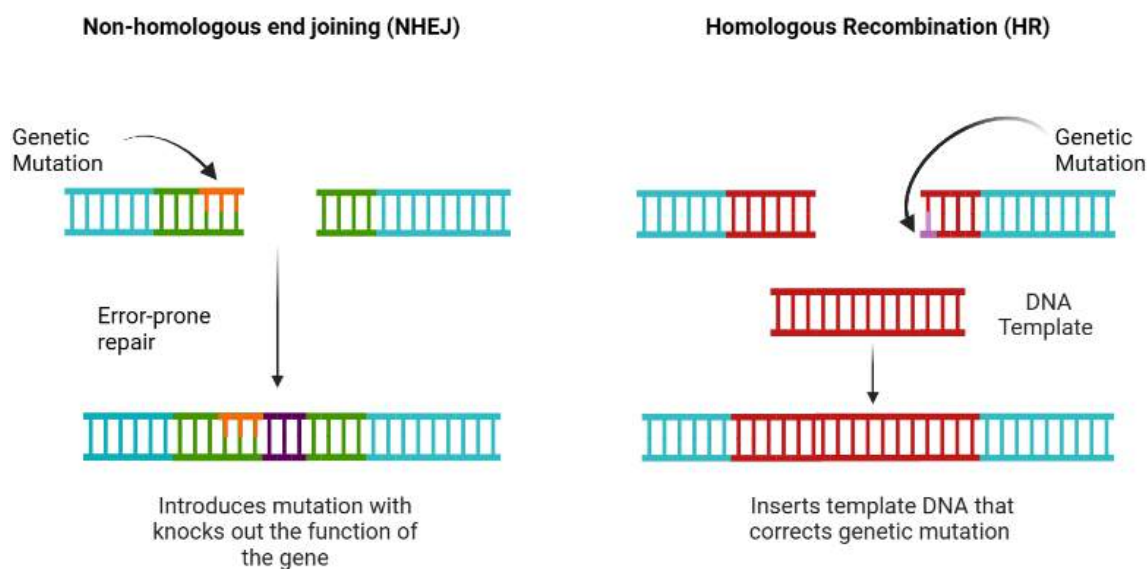 Non-homologous end joining (NHEJ)
Genetic
Mutation
Error-prone
repair
Introduces mutation with
knocks out the function of
the gene
Homologous Recombination (HR)
Genetic
Mutation
DNA
Template
Inserts template DNA that
corrects genetic mutation